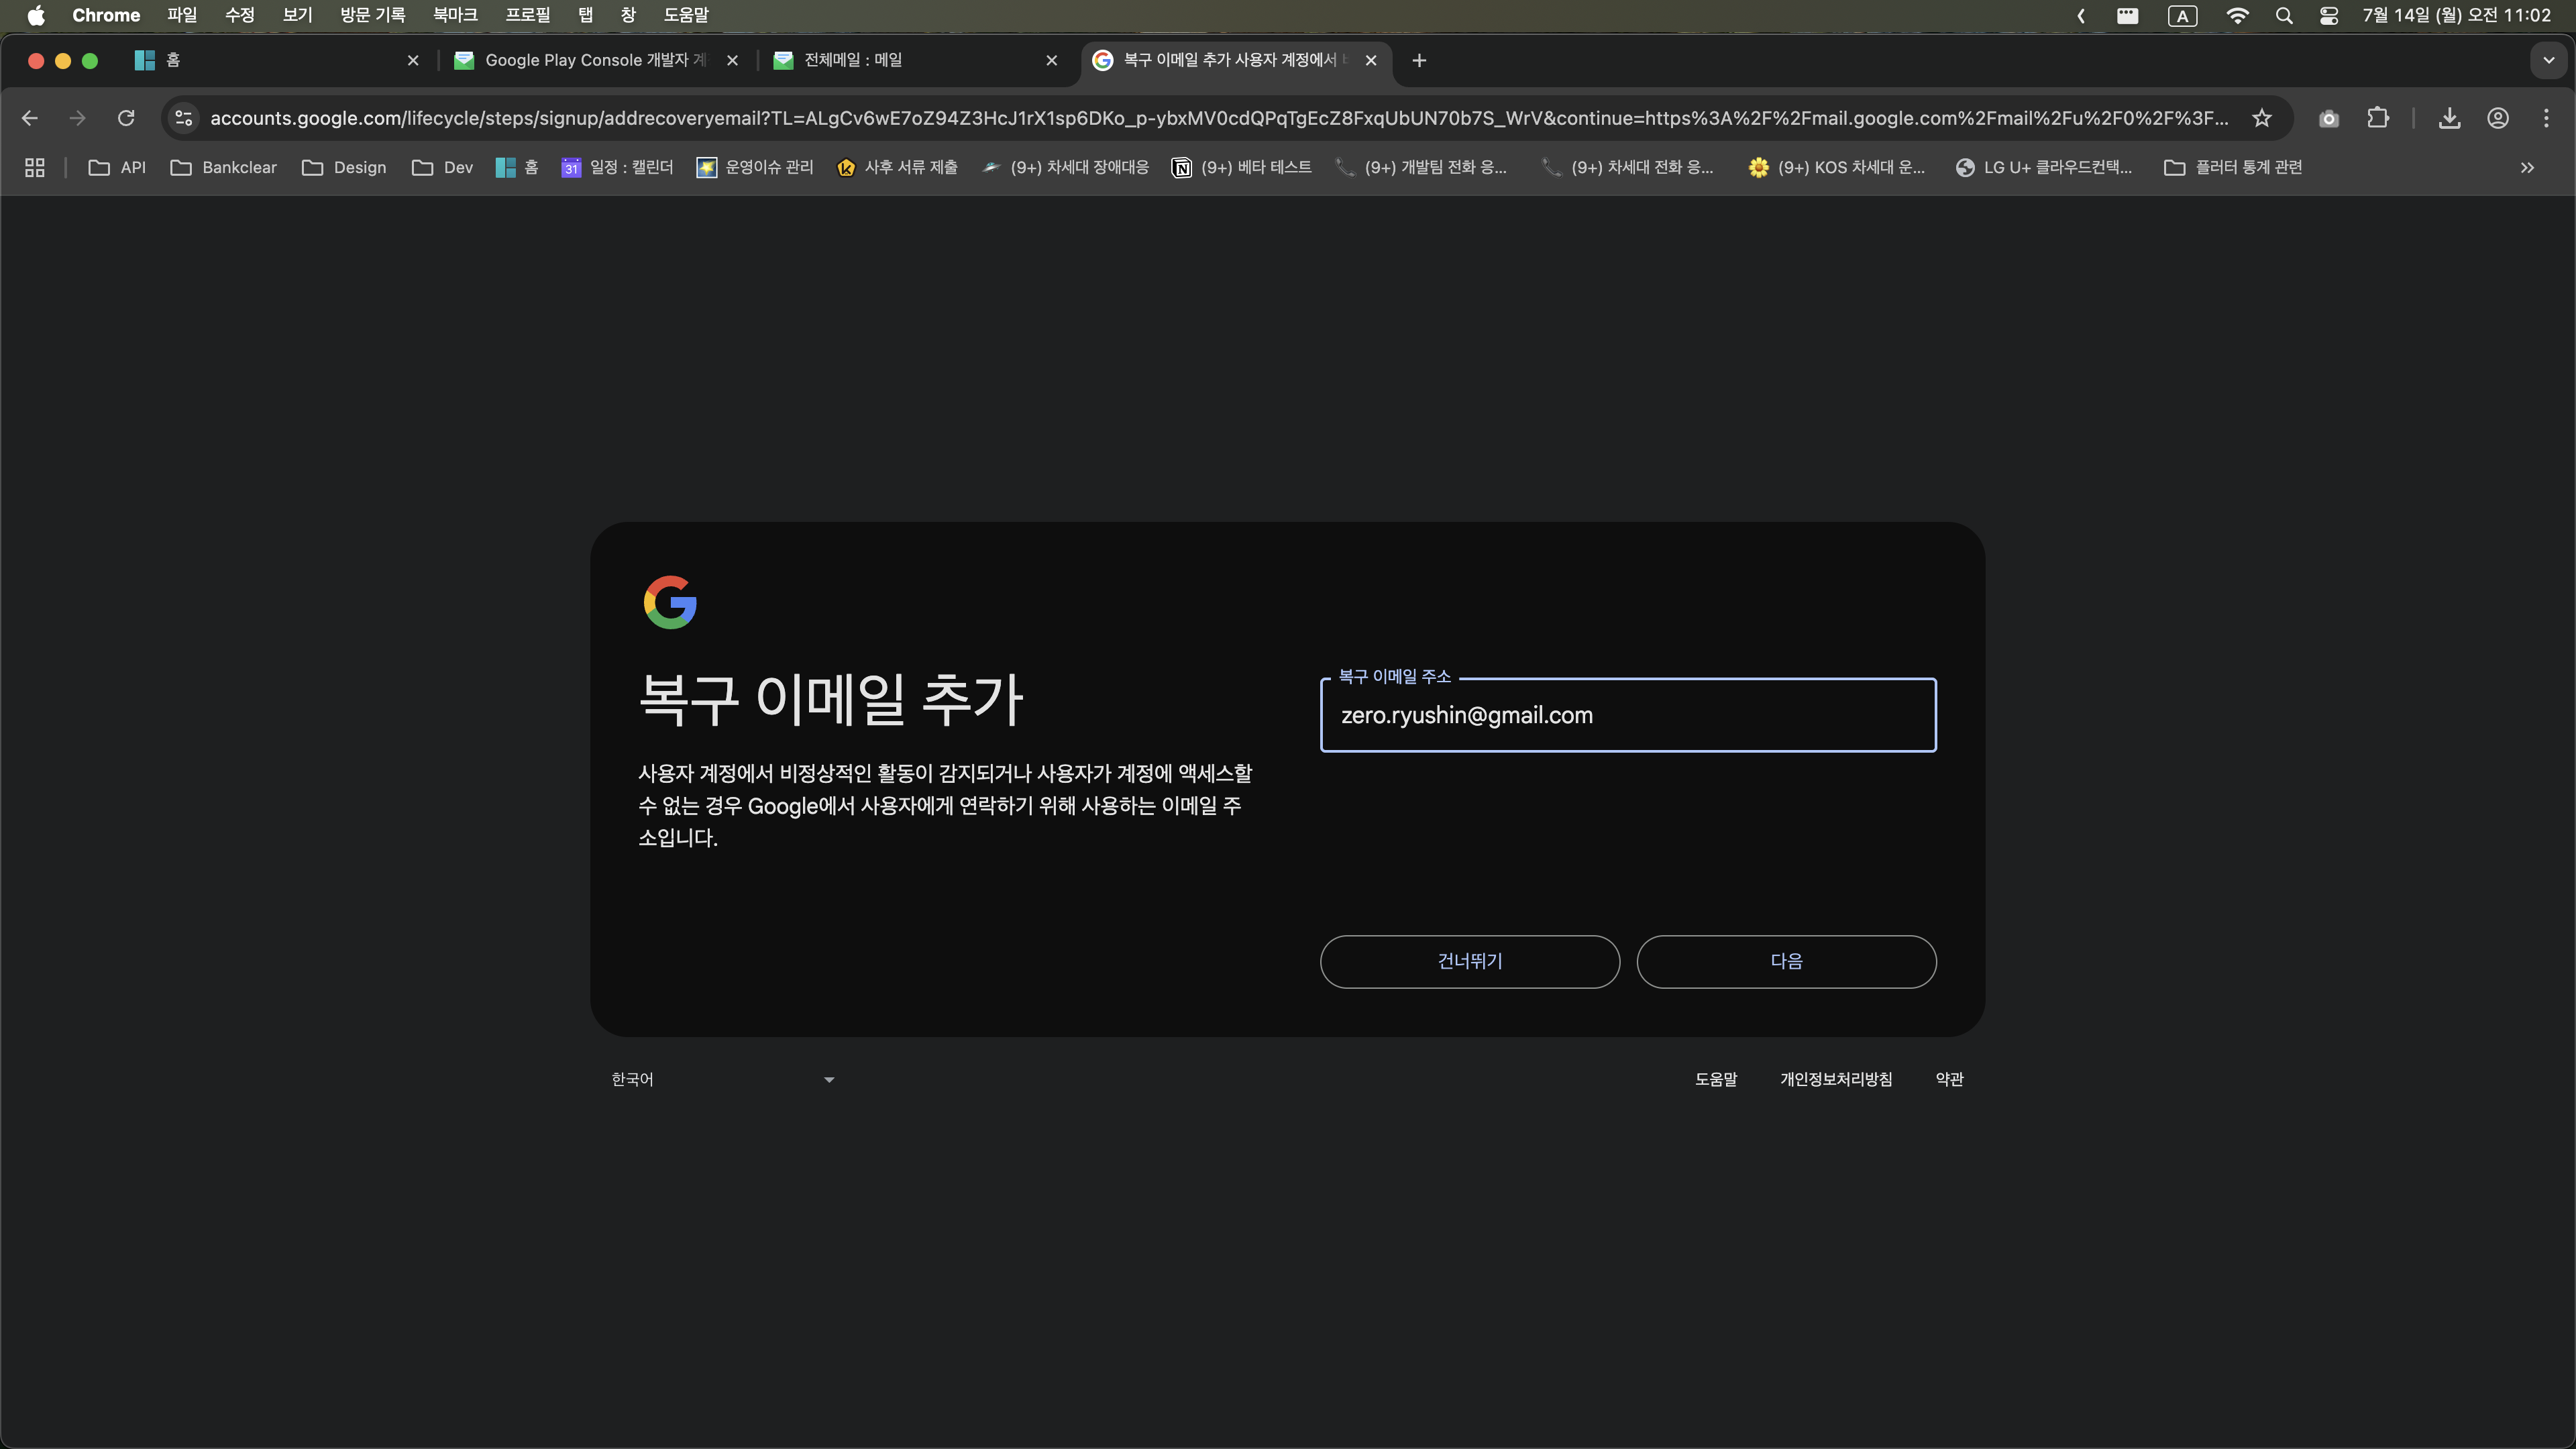 Chrome 파일 수정 보기 방문 기록 북마크 프로필 탭 창 도움말 A 7월 14일 (월) 오전 11:02
홈 Google Play Console 개발자 계 전체메일 : 메일 복구 이메일 추가 사용자 계정에서
accounts.google.com/lifecycle/steps/signup/addrecoveryemail?TL=ALgCv6wE7oZ94Z3HcJ1rX1sp6DKo_p-ybxMV0cdQPqTgEcZ8FxqUbUN70b7S_WrV&continue=https%3A%2F%2Fmail.google.com%2Fmail%2Fu%2F0%2F%3F...
API Bankclear Design Dev 홈 31 일정 : 캘린더 운영이슈 관리 사후 서류 제출 (9+) 차세대 장애대응 (9+) 베타 테스트 (9+) 개발팀 전화 응... (9+) 차세대 전화 응... (9+) KOS 차세대 운... LG U+ 클라우드컨택... 플러터 통계 관련
복구 이메일 추가
사용자 계정에서 비정상적인 활동이 감지되거나 사용자가 계정에 액세스할
수 없는 경우 Google에서 사용자에게 연락하기 위해 사용하는 이메일 주
소입니다.
복구 이메일 주소
zero.ryushin@gmail.com
건너뛰기 다음
한국어 도움말 개인정보처리방침 약관